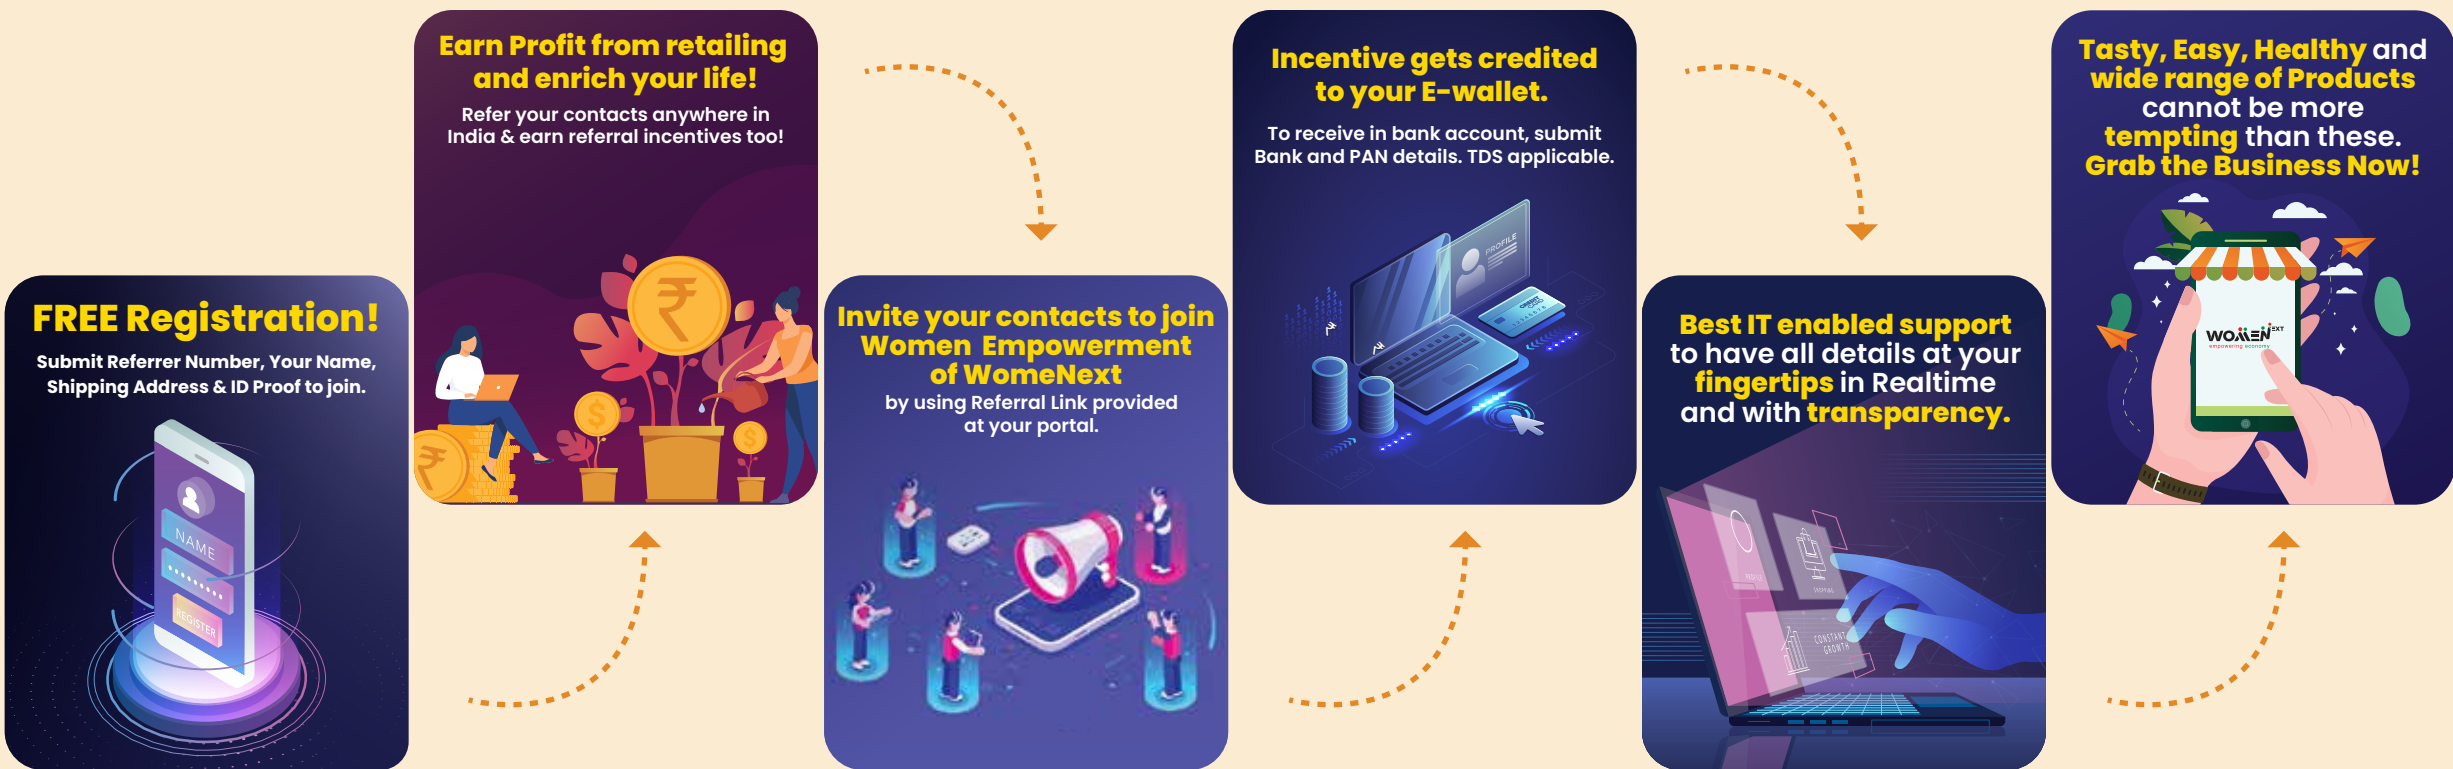 FREE Registration!
Submit Referrer Number, Your Name,
Shipping Address & ID Proof to join.
NAME
REGISTER
Earn Profit from retailing
and enrich your life!
Refer your contacts anywhere in
India & earn referral incentives too!
₹
$
$
₹
Invite your contacts to join
Women Empowerment
of WomeNext
by using Referral Link provided
at your portal.
Incentive gets credited
to your E-wallet.
To receive in bank account, submit
Bank and PAN details. TDS applicable.
PROFILE
CREDIT
CARD
Best IT enabled support
to have all details at your
fingertips in Realtime
and with transparency.
PROFILE
CONSTANT
GROWTH
Tasty, Easy, Healthy and
wide range of Products
cannot be more
tempting than these.
Grab the Business Now!
WOMENEXT
empowering economy